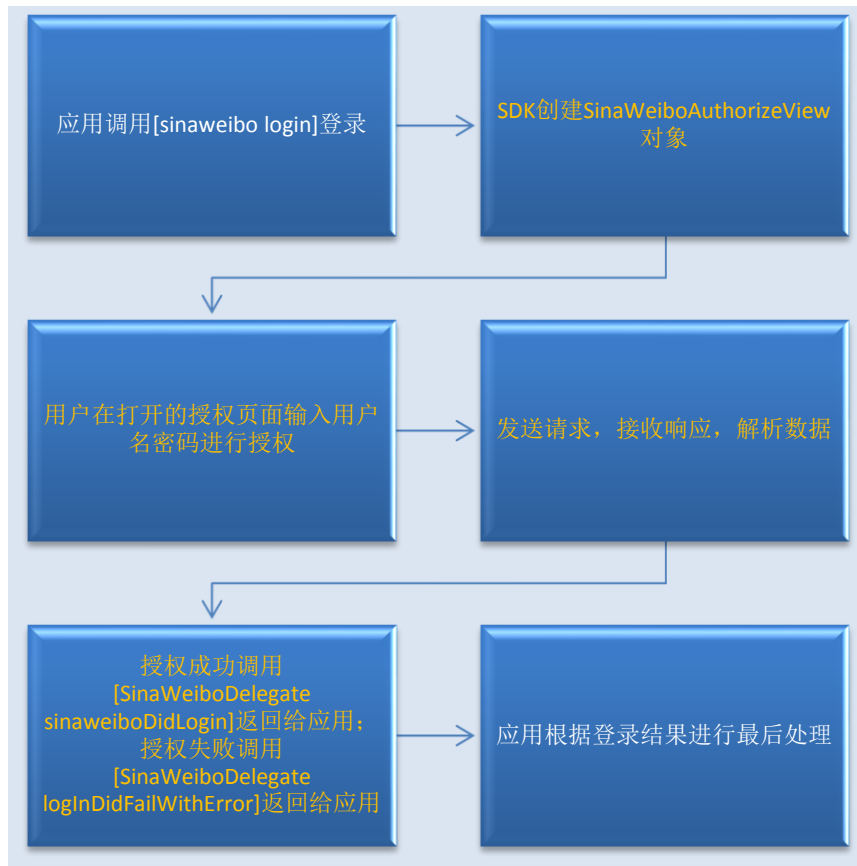 应用调用[sinaweibo login]登录
SDK创建SinaWeiboAuthorizeView
对象
用户在打开的授权页面输入用户
名密码进行授权
发送请求，接收响应，解析数据
授权成功调用
[SinaWeiboDelegate
sinaweiboDidLogin]返回给应用；
授权失败调用
[SinaWeiboDelegate
logInDidFailWithError]返回给应用
应用根据登录结果进行最后处理